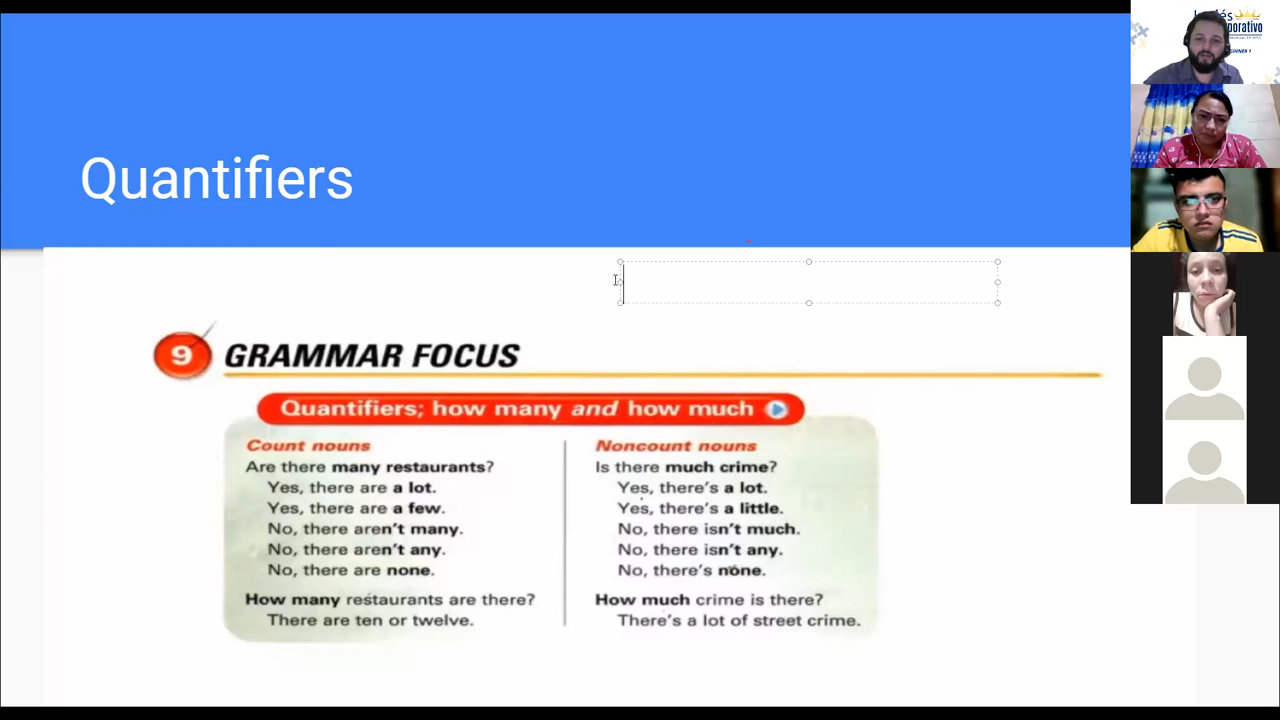 Quantifiers
9 GRAMMAR FOCUS
Quantifiers; how many and how much
Count nouns
Are there many restaurants?
Yes, there are a lot.
Yes, there are a few.
No, there aren't many.
No, there aren't any.
No, there are none.
How many restaurants are there?
There are ten or twelve.
Noncount nouns
Is there much crime?
Yes, there's a lot.
Yes, there's a little.
No, there isn't much.
No, there isn't any.
No, there's none.
How much crime is there?
There's a lot of street crime.